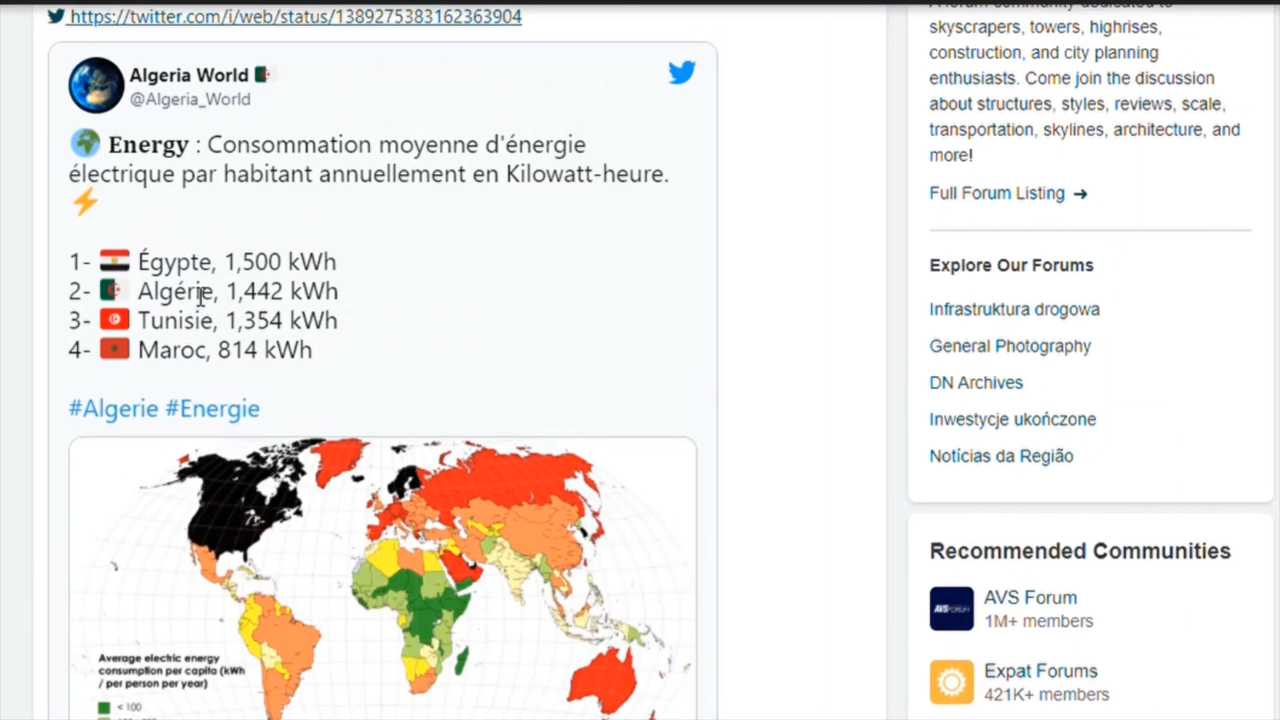 https://twitter.com/i/web/status/1389275383162363904
Algeria World
@Algeria_World
Energy : Consommation moyenne d'énergie
électrique par habitant annuellement en Kilowatt-heure.
1- Égypte, 1,500 kWh
2- Algérie, 1,442 kWh
3- Tunisie, 1,354 kWh
4- Maroc, 814 kWh
#Algerie #Energie
Average electric energy
consumption per capita (kWh
/ per person per year)
< 100
skyscrapers, towers, highrises,
construction, and city planning
enthusiasts. Come join the discussion
about structures, styles, reviews, scale,
transportation, skylines, architecture, and
more!
Full Forum Listing →
Explore Our Forums
Infrastruktura drogowa
General Photography
DN Archives
Inwestycje ukończone
Notícias da Região
Recommended Communities
AVS Forum
1M+ members
Expat Forums
421K+ members